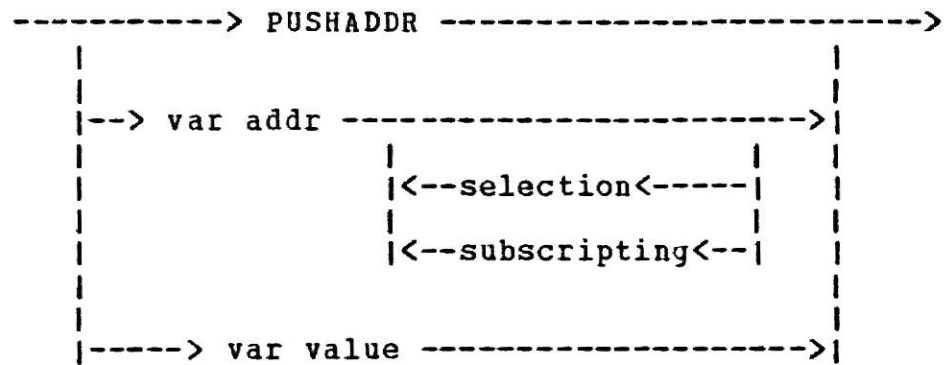 PUSHADDR
var addr
selection
subscripting
var value